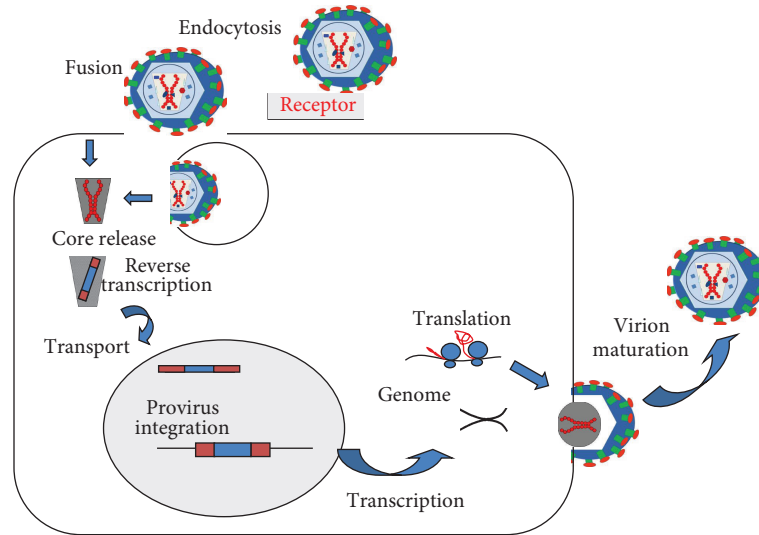 Endocytosis
Fusion
Receptor
Core release
Reverse
transcription
Transport
Provirus
integration
Translation
Genome
Transcription
Virion
maturation